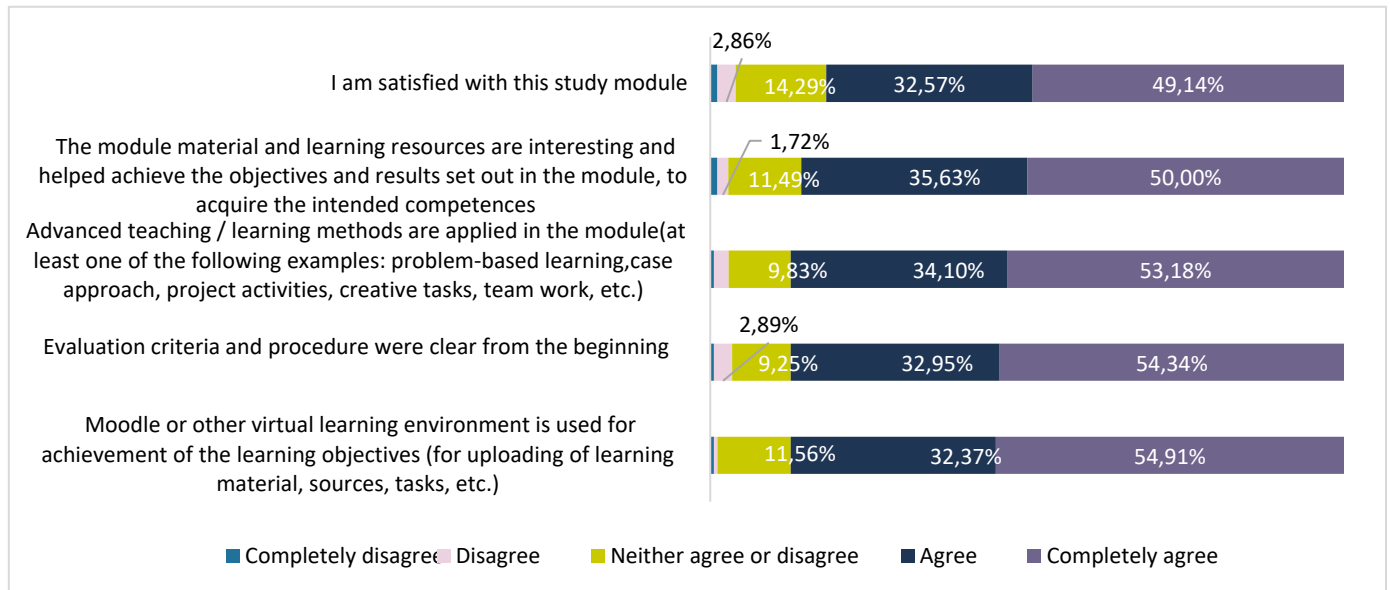 2,86%
I am satisfied with this study module
14,29% 32,57% 49,14%
The module material and learning resources are interesting and
helped achieve the objectives and results set out in the module, to
acquire the intended competences
1,72%
11,49% 35,63% 50,00%
Advanced teaching / learning methods are applied in the module(at
least one of the following examples: problem-based learning,case
approach, project activities, creative tasks, team work, etc.)
9,83% 34,10% 53,18%
2,89%
Evaluation criteria and procedure were clear from the beginning
9,25% 32,95% 54,34%
Moodle or other virtual learning environment is used for
achievement of the learning objectives (for uploading of learning
material, sources, tasks, etc.)
11,56% 32,37% 54,91%
Completely disagree Disagree Neither agree or disagree Agree Completely agree